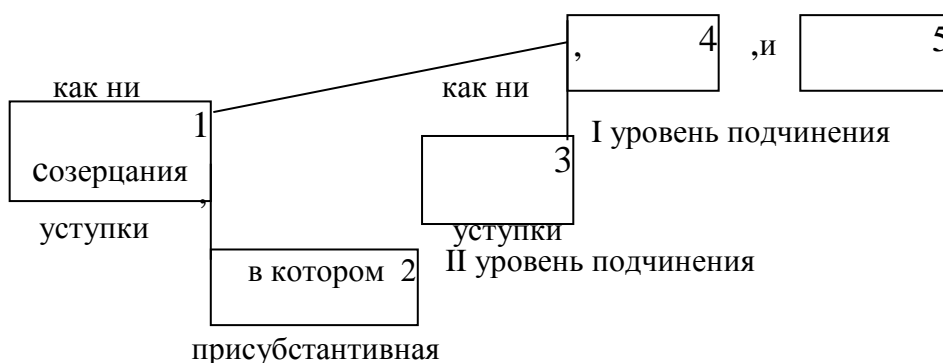 , 4 ,и 5
как ни как ни
1 I уровень подчинения
созерцания 3
,
уступки уступки
II уровень подчинения
в котором 2
присубстантивная